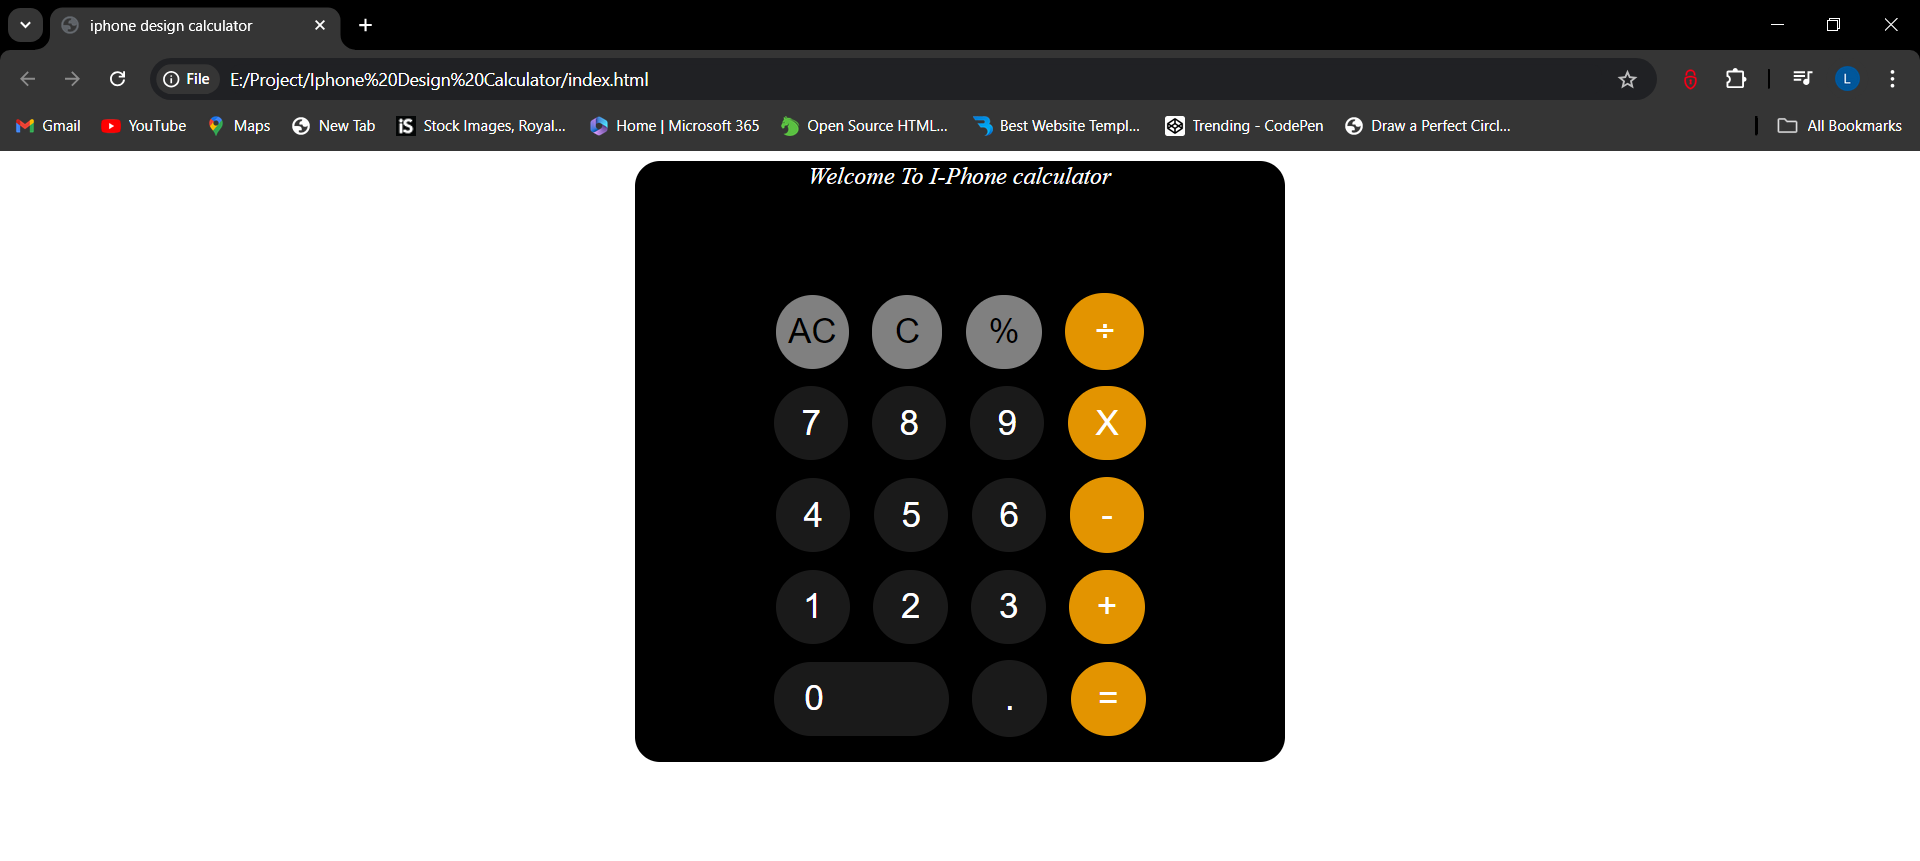 iphone design calculator
File E:/Project/Iphone%20Design%20Calculator/index.html L
Gmail YouTube Maps New Tab iS Stock Images, Royal... Home | Microsoft 365 Open Source HTML... Best Website Templ... Trending - CodePen Draw a Perfect Circl... All Bookmarks
Welcome To I-Phone calculator
AC C % ÷
7 8 9 X
4 5 6 -
1 2 3 +
0 . =